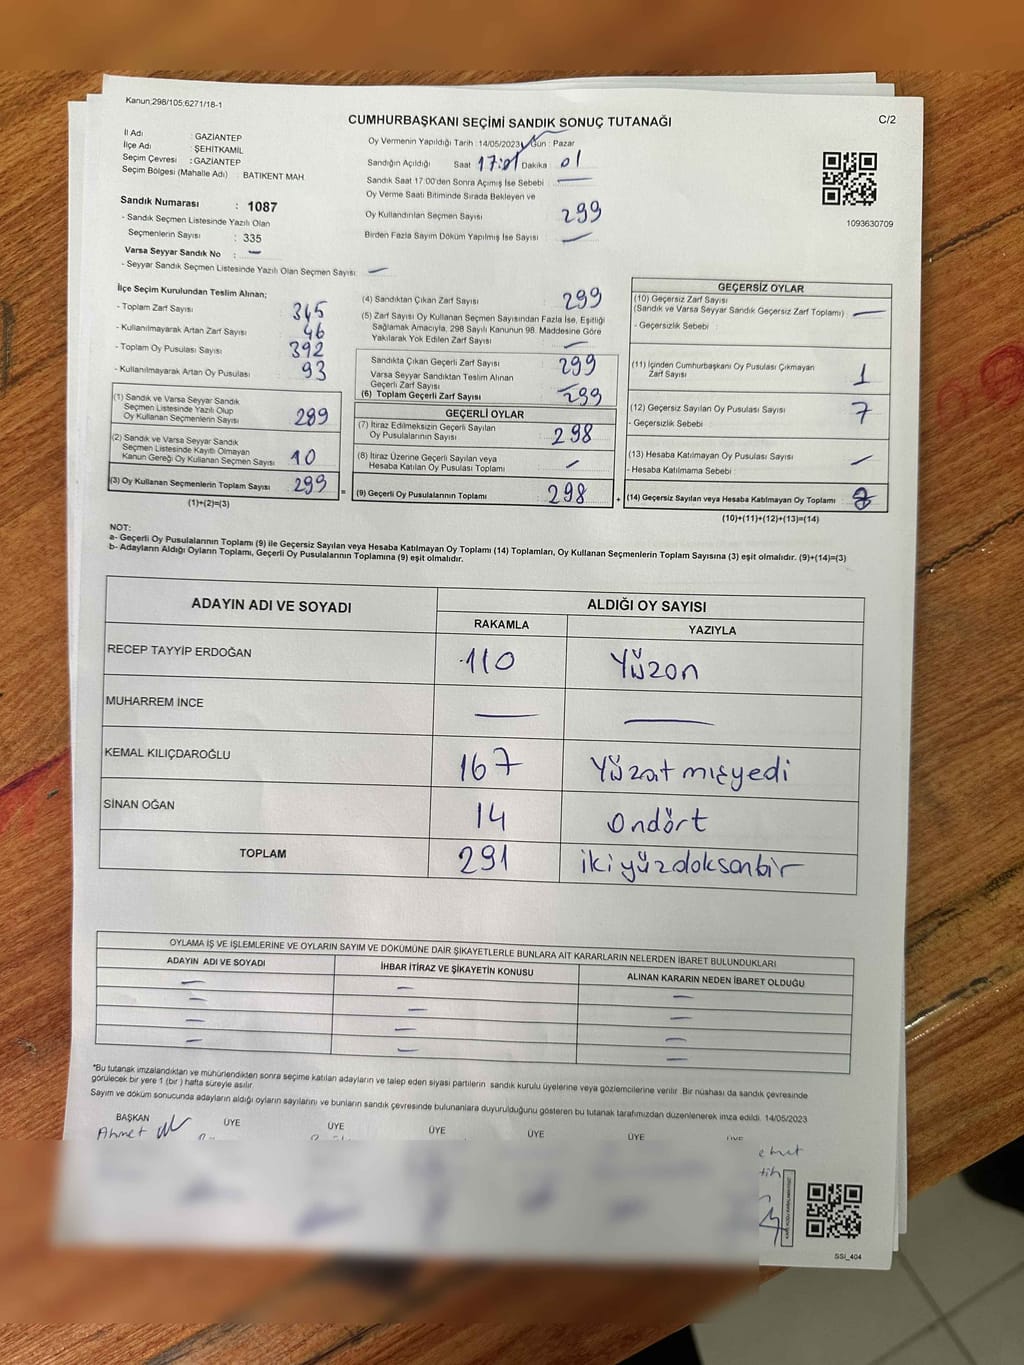 Kanun;298/105;6271/18-1
CUMHURBAŞKANI SEÇİMİ SANDIK SONUÇ TUTANAĞI
C/2
İl Adı : GAZİANTEP
İlçe Adı : ŞEHİTKAMİL
Seçim Çevresi : GAZİANTEP
Seçim Bölgesi (Mahalle Adı) : BATIKENT MAH.
Oy Vermenin Yapıldığı Tarih : 14/05/2023 Gün : Pazar
Sandığın Açıldığı Saat 17:01 Dakika 01
Sandık Saat 17:00'den Sonra Açımış İse Sebebi : —
Oy Verme Saati Bitiminde Sırada Bekleyen ve
Oy Kullandırılan Seçmen Sayısı 299
Birden Fazla Sayım Döküm Yapılmış İse Sayısı : —
1093630709
Sandık Numarası : 1087
- Sandık Seçmen Listesinde Yazılı Olan
Seçmenlerin Sayısı : 335
Varsa Seyyar Sandık No : —
- Seyyar Sandık Seçmen Listesinde Yazılı Olan Seçmen Sayısı: —
İlçe Seçim Kurulundan Teslim Alınan;
- Toplam Zarf Sayısı 345
- Kullanılmayarak Artan Zarf Sayısı 46
- Toplam Oy Pusulası Sayısı 392
- Kullanılmayarak Artan Oy Pusulası 93
(1) Sandık ve Varsa Seyyar Sandık
Seçmen Listesinde Yazılı Olup
Oy Kullanan Seçmenlerin Sayısı 289
(2) Sandık ve Varsa Seyyar Sandık
Seçmen Listesinde Kayıtlı Olmayan
Kanun Gereği Oy Kullanan Seçmen Sayısı 10
(3) Oy Kullanan Seçmenlerin Toplam Sayısı 299
(1)+(2)=(3)
(4) Sandıktan Çıkan Zarf Sayısı 299
(5) Zarf Sayısı Oy Kullanan Seçmen Sayısından Fazla İse, Eşitliği
Sağlamak Amacıyla, 298 Sayılı Kanunun 98. Maddesine Göre
Yakılarak Yok Edilen Zarf Sayısı —
Sandıkta Çıkan Geçerli Zarf Sayısı 299
Varsa Seyyar Sandıktan Teslim Alınan
Geçerli Zarf Sayısı —
(6) Toplam Geçerli Zarf Sayısı 299
GEÇERLİ OYLAR
(7) İtiraz Edilmeksizin Geçerli Sayılan
Oy Pusulalarının Sayısı 298
(8) İtiraz Üzerine Geçerli Sayılan veya
Hesaba Katılan Oy Pusulası Toplamı —
= (9) Geçerli Oy Pusulalarının Toplamı 298
GEÇERSİZ OYLAR
(10) Geçersiz Zarf Sayısı
(Sandık ve Varsa Seyyar Sandık Geçersiz Zarf Toplamı) —
- Geçersizlik Sebebi :
(11) İçinden Cumhurbaşkanı Oy Pusulası Çıkmayan
Zarf Sayısı 1
(12) Geçersiz Sayılan Oy Pusulası Sayısı 7
- Geçersizlik Sebebi :
(13) Hesaba Katılmayan Oy Pusulası Sayısı —
- Hesaba Katılmama Sebebi :
+ (14) Geçersiz Sayılan veya Hesaba Katılmayan Oy Toplamı 8
(10)+(11)+(12)+(13)=(14)
NOT:
a- Geçerli Oy Pusulalarının Toplamı (9) ile Geçersiz Sayılan veya Hesaba Katılmayan Oy Toplamı (14) Toplamları, Oy Kullanan Seçmenlerin Toplam Sayısına (3) eşit olmalıdır. (9)+(14)=(3)
b- Adayların Aldığı Oyların Toplamı, Geçerli Oy Pusulalarının Toplamına (9) eşit olmalıdır.
ADAYIN ADI VE SOYADI ALDIĞI OY SAYISI
RAKAMLA YAZIYLA
RECEP TAYYİP ERDOĞAN 110 Yüzon
MUHARREM İNCE — —
KEMAL KILIÇDAROĞLU 167 Yüzatmışyedi
SİNAN OĞAN 14 Ondört
TOPLAM 291 ikiyüzdoksanbir
OYLAMA İŞ VE İŞLEMLERİNE VE OYLARIN SAYIM VE DÖKÜMÜNE DAİR ŞİKAYETLERLE BUNLARA AİT KARARLARIN NELERDEN İBARET BULUNDUKLARI
ADAYIN ADI VE SOYADI İHBAR İTİRAZ VE ŞİKAYETİN KONUSU ALINAN KARARIN NEDEN İBARET OLDUĞU
— — —
— — —
— — —
— — —
*Bu tutanak imzalandıktan ve mühürlendikten sonra seçime katılan adayların ve talep eden siyasi partilerin sandık kurulu üyelerine veya gözlemcilerine verilir. Bir nüshası da sandık çevresinde
görülecek bir yere 1 (bir) hafta süreyle asılır.
Sayım ve döküm sonucunda adayların aldığı oyların sayılarını ve bunların sandık çevresinde bulunanlara duyurulduğunu gösteren bu tutanak tarafımızdan düzenlenerek imza edildi. 14/05/2023
BAŞKAN ÜYE ÜYE ÜYE ÜYE ÜYE ÜYE
Ahmet
SSİ_404